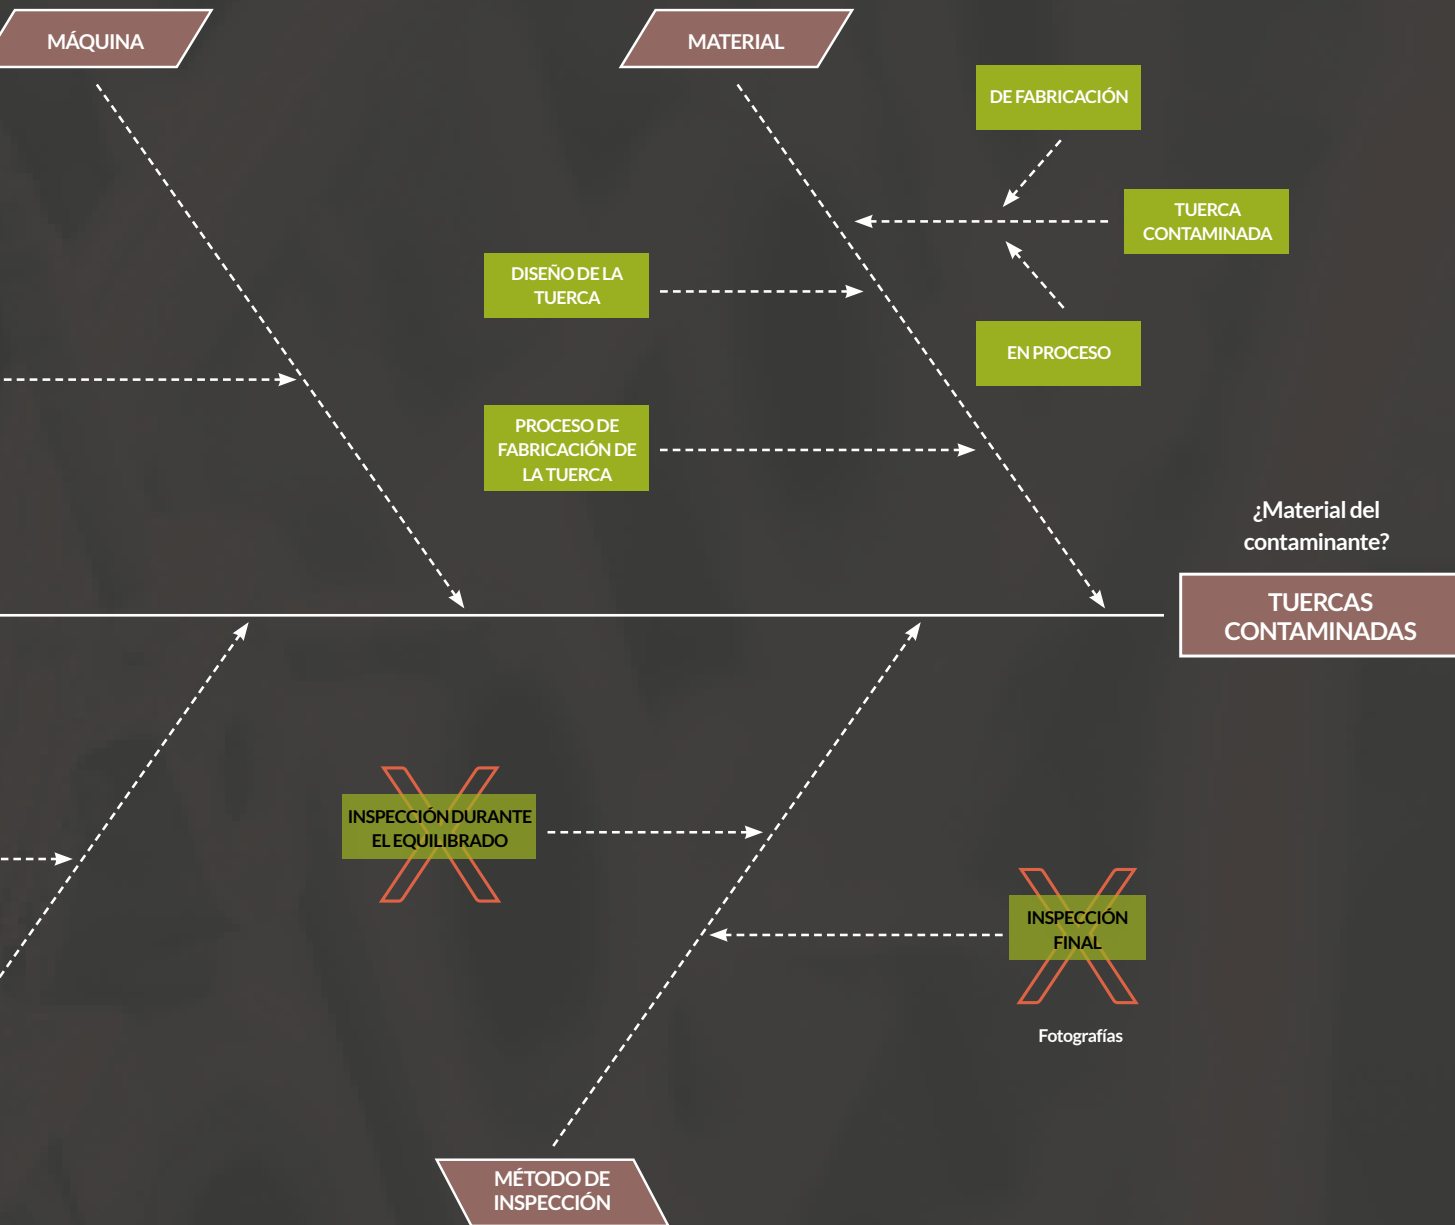 MÁQUINA
MATERIAL
DE FABRICACIÓN
TUERCA
CONTAMINADA
DISEÑO DE LA
TUERCA
EN PROCESO
PROCESO DE
FABRICACIÓN DE
LA TUERCA
¿Material del
contaminante?
TUERCAS
CONTAMINADAS
INSPECCIÓN DURANTE
EL EQUILIBRADO
INSPECCIÓN
FINAL
Fotografías
MÉTODO DE
INSPECCIÓN